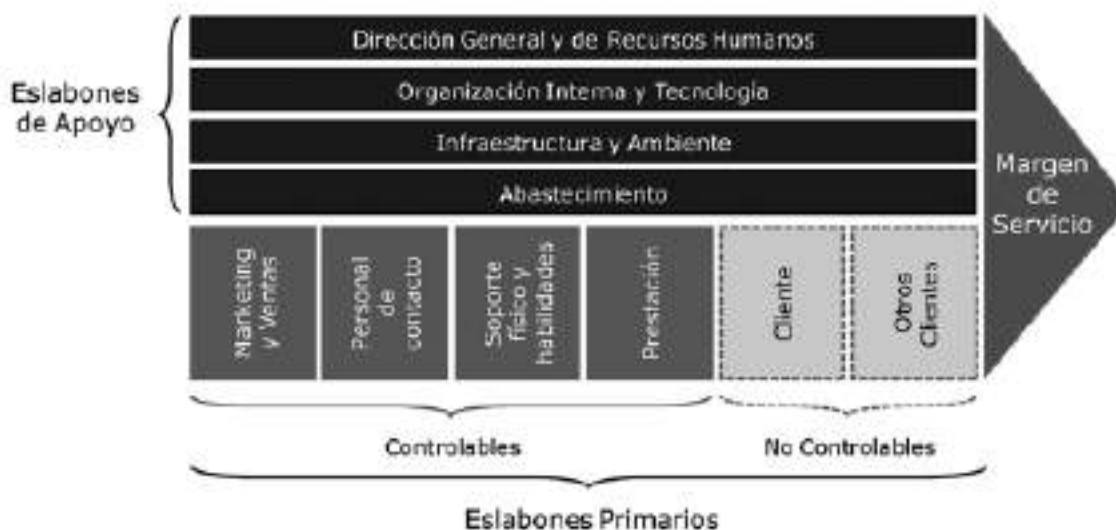 Dirección General y de Recursos Humanos
Eslabones
de Apoyo
Organización Interna y Tecnología
Infraestructura y Ambiente
Abastecimiento
Margen
de
Servicio
Marketing
y Ventas
Personal
de
contacto
Soporte
físico y
habilidades
Prestación
Cliente
Otros
Clientes
Controlables
No Controlables
Eslabones Primarios